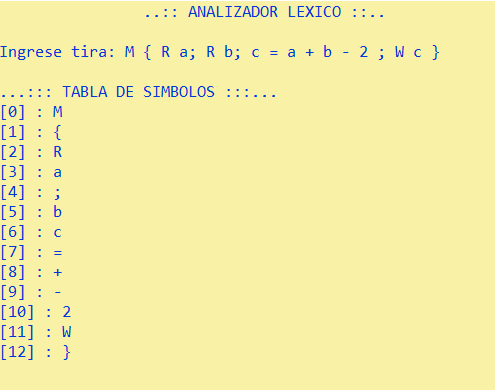 ..:: ANALIZADOR LEXICO ::..
Ingrese tira: M { R a; R b; c = a + b - 2 ; W c }
...::: TABLA DE SIMBOLOS :::...
[0] : M
[1] : {
[2] : R
[3] : a
[4] : ;
[5] : b
[6] : c
[7] : =
[8] : +
[9] : -
[10] : 2
[11] : W
[12] : }